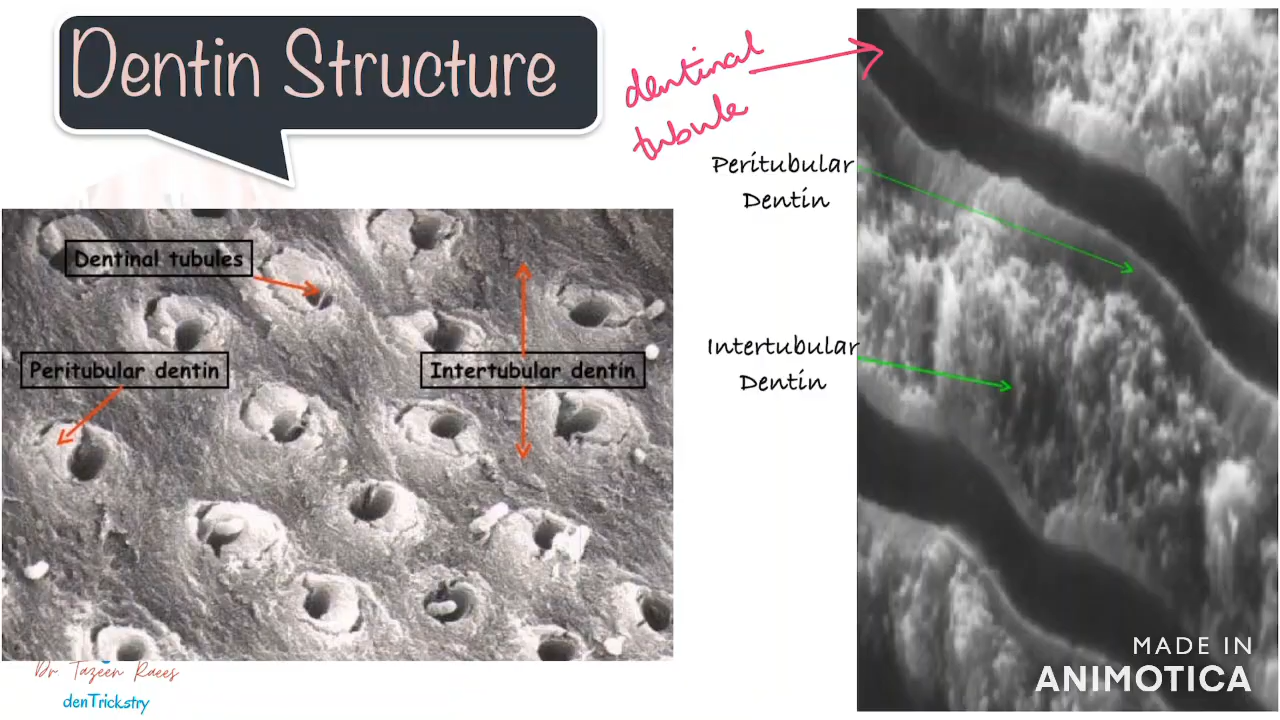 Dentin Structure
dentinal
tubule
Peritubular
Dentin
Intertubular
Dentin
Dentinal tubules
Peritubular dentin
Intertubular dentin
Dr Tazeen Raees
denTrickstry
MADE IN
ANIMOTICA